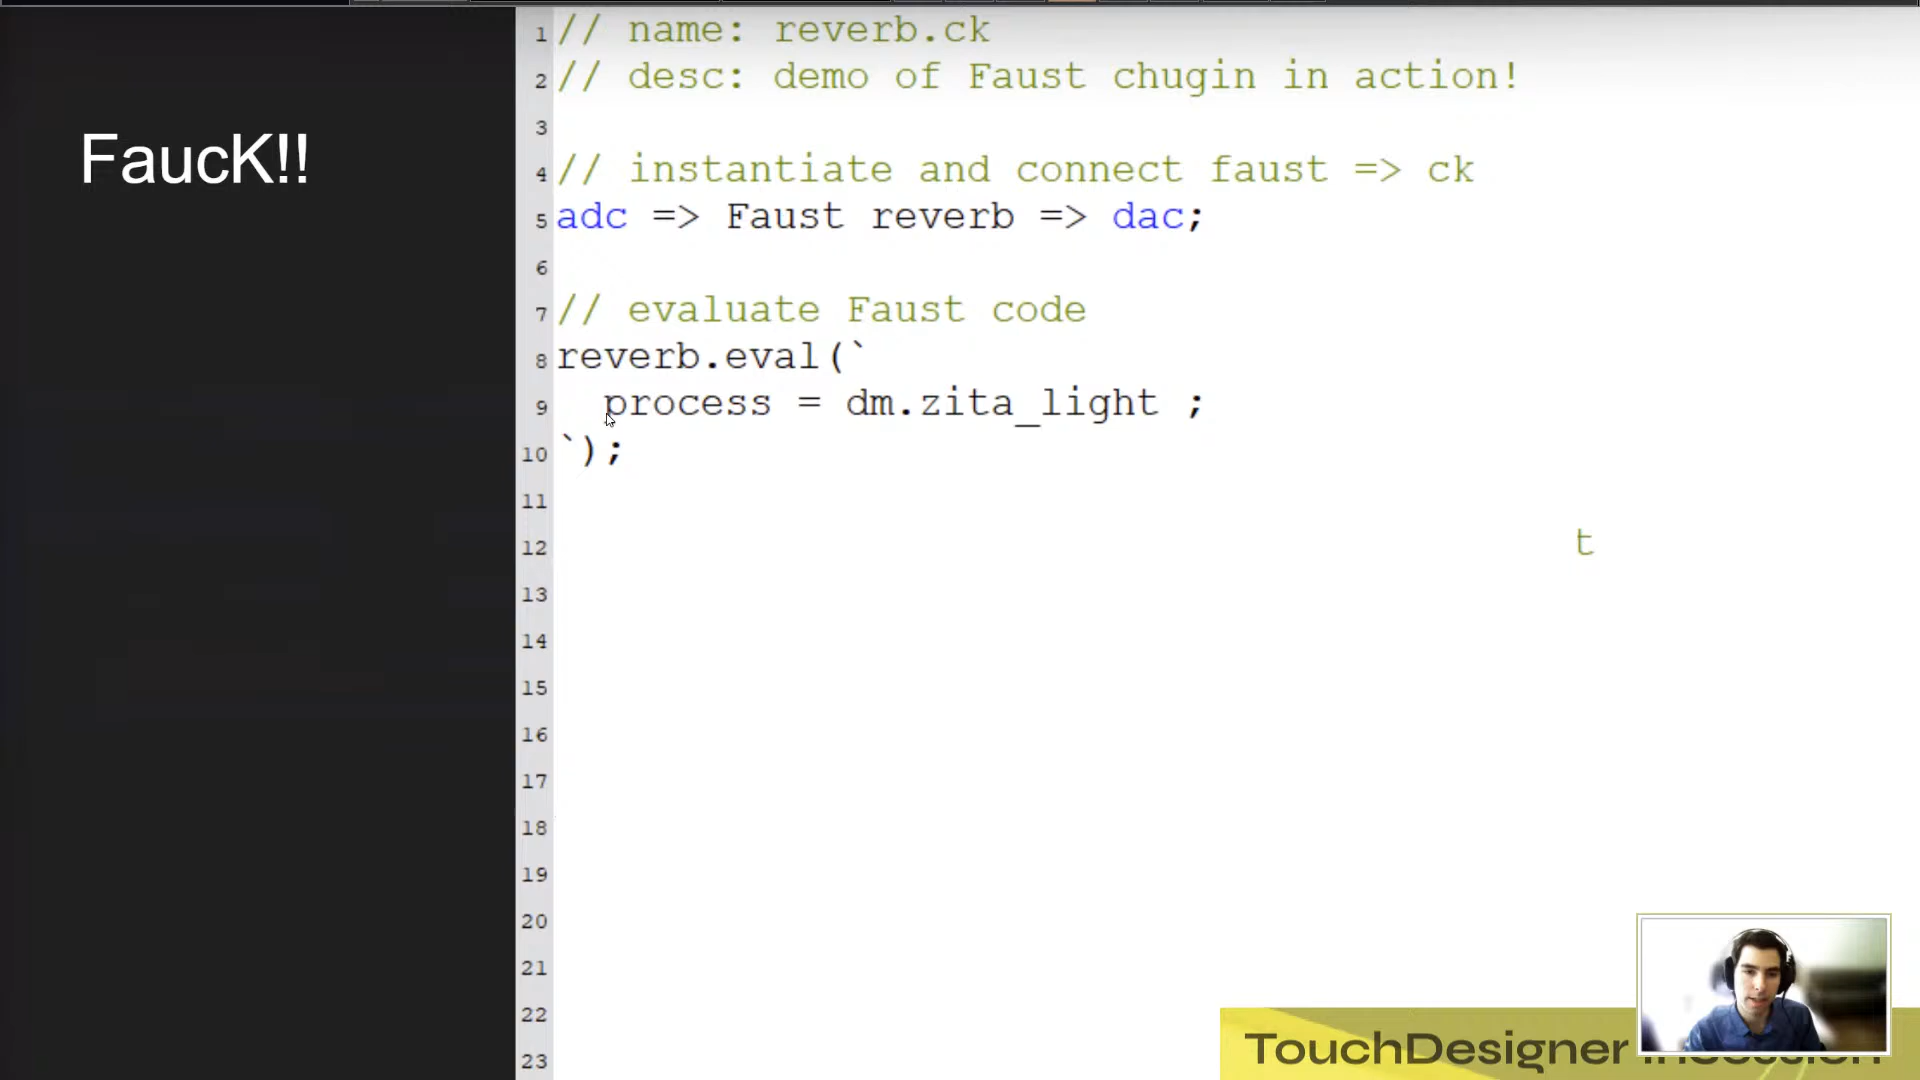 FaucK!!
1 // name: reverb.ck
2 // desc: demo of Faust chugin in action!
3
4 // instantiate and connect faust => ck
5 adc => Faust reverb => dac;
6
7 // evaluate Faust code
8 reverb.eval(`
9 process = dm.zita_light ;
10 `);
11
12 t
13
14
15
16
17
18
19
20
21
22
23
TouchDesigner